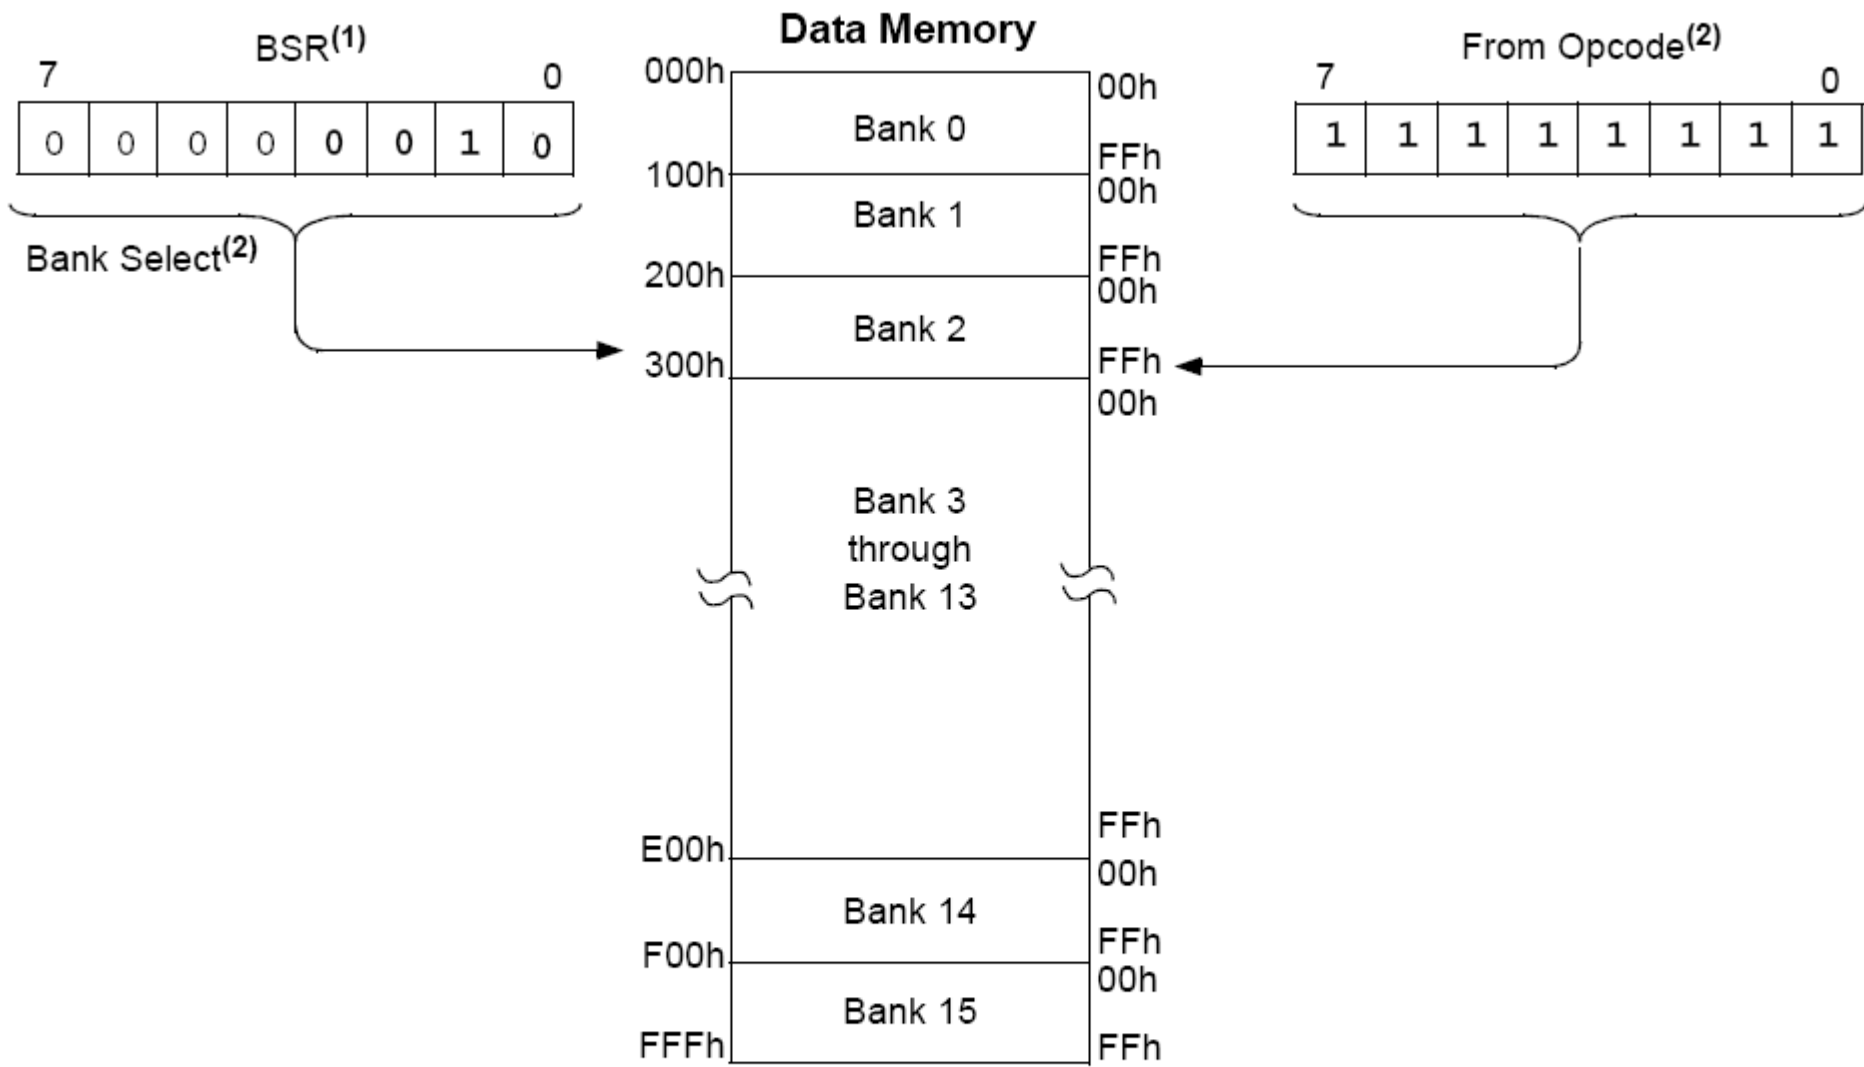 Data Memory
BSR(1)
7 0
0 0 0 0 0 0 1 0
Bank Select(2)
From Opcode(2)
7 0
1 1 1 1 1 1 1 1
000h 00h
Bank 0
FFh
100h 00h
Bank 1
FFh
200h 00h
Bank 2
FFh
300h 00h
Bank 3
through
Bank 13
FFh
E00h 00h
Bank 14
FFh
F00h 00h
Bank 15
FFFh FFh